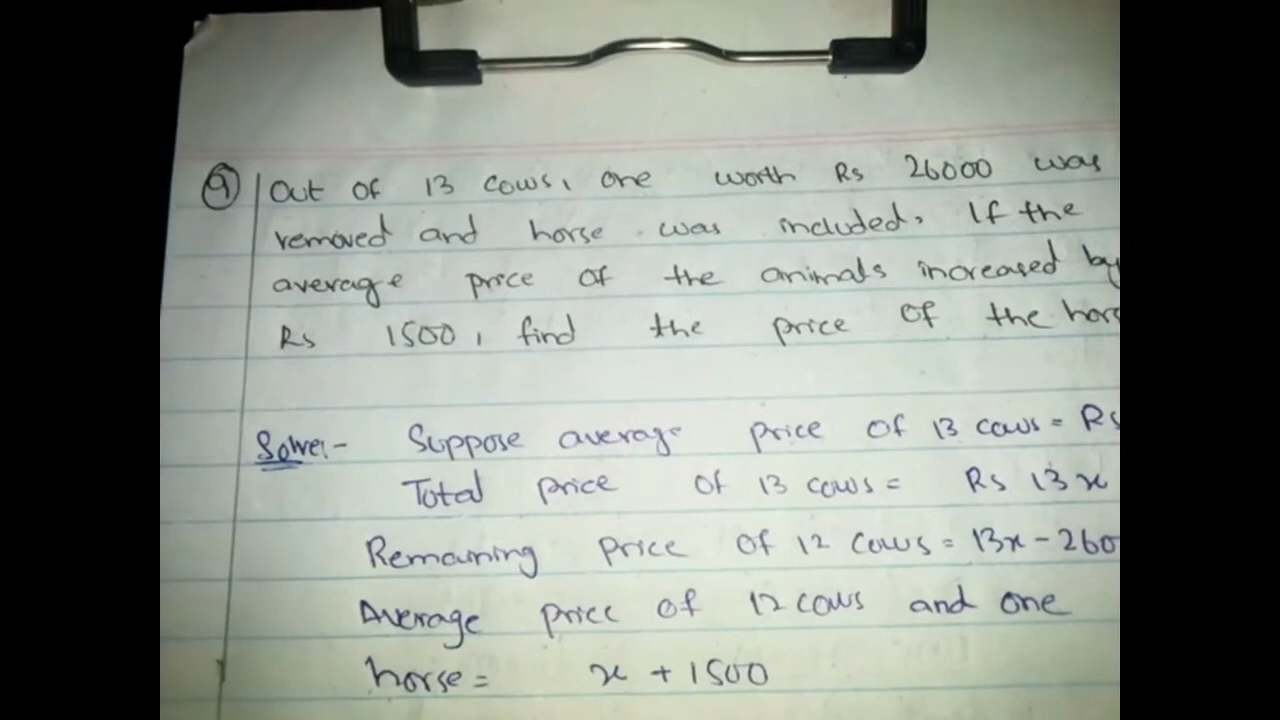 9 Out of 13 cows, one worth Rs 26000 was
removed and horse was included. If the
average price of the animals increased by
Rs 1500, find the price of the hors
Solve:- Suppose average price of 13 cows = Rs
Total price of 13 cows = Rs 13x
Remaining price of 12 cows = 13x - 260
Average price of 12 cows and one
horse = x + 1500